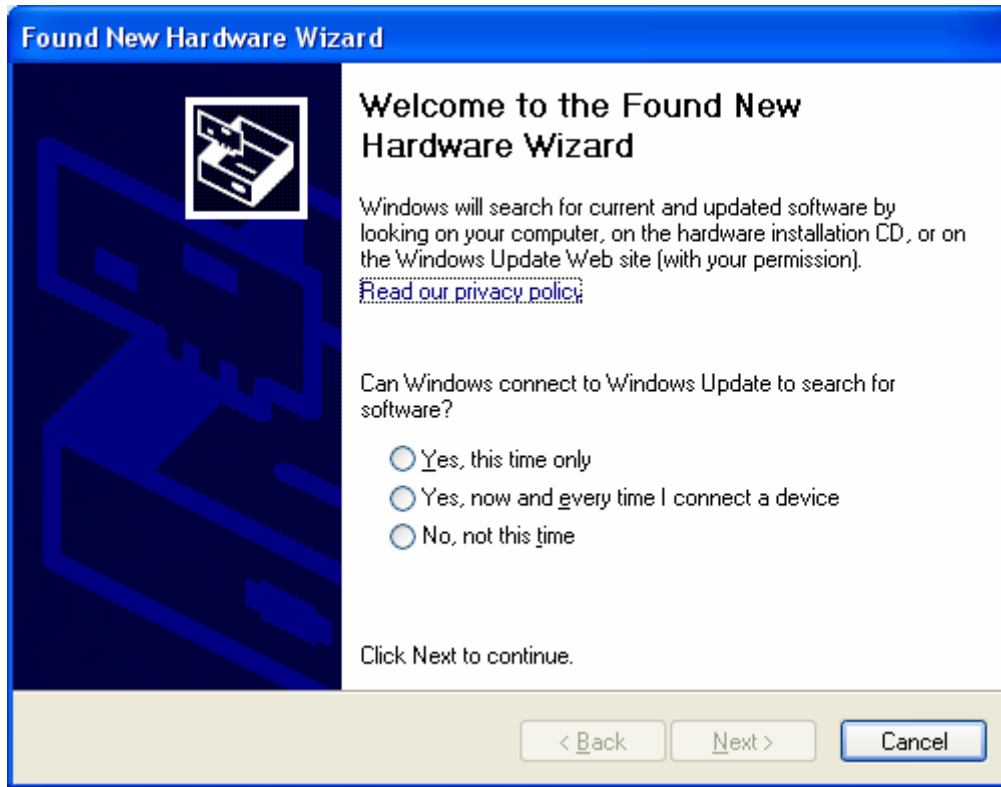 Found New Hardware Wizard
Welcome to the Found New
Hardware Wizard
Windows will search for current and updated software by
looking on your computer, on the hardware installation CD, or on
the Windows Update Web site (with your permission).
Read our privacy policy
Can Windows connect to Windows Update to search for
software?
Yes, this time only
Yes, now and every time I connect a device
No, not this time
Click Next to continue.
< Back
Next >
Cancel